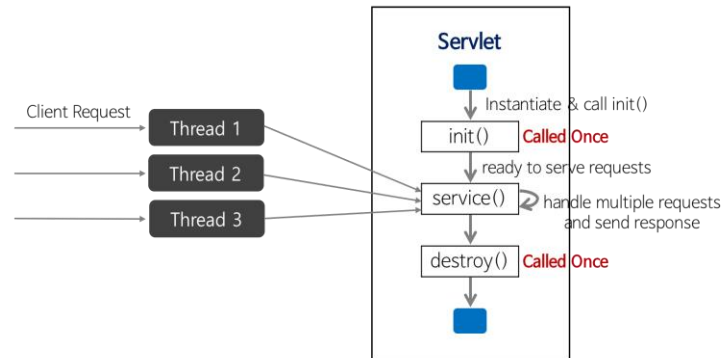 Servlet
Instantiate & call init()
Client Request
Thread 1
init()
Called Once
ready to serve requests
Thread 2
service()
handle multiple requests
and send response
Thread 3
destroy()
Called Once